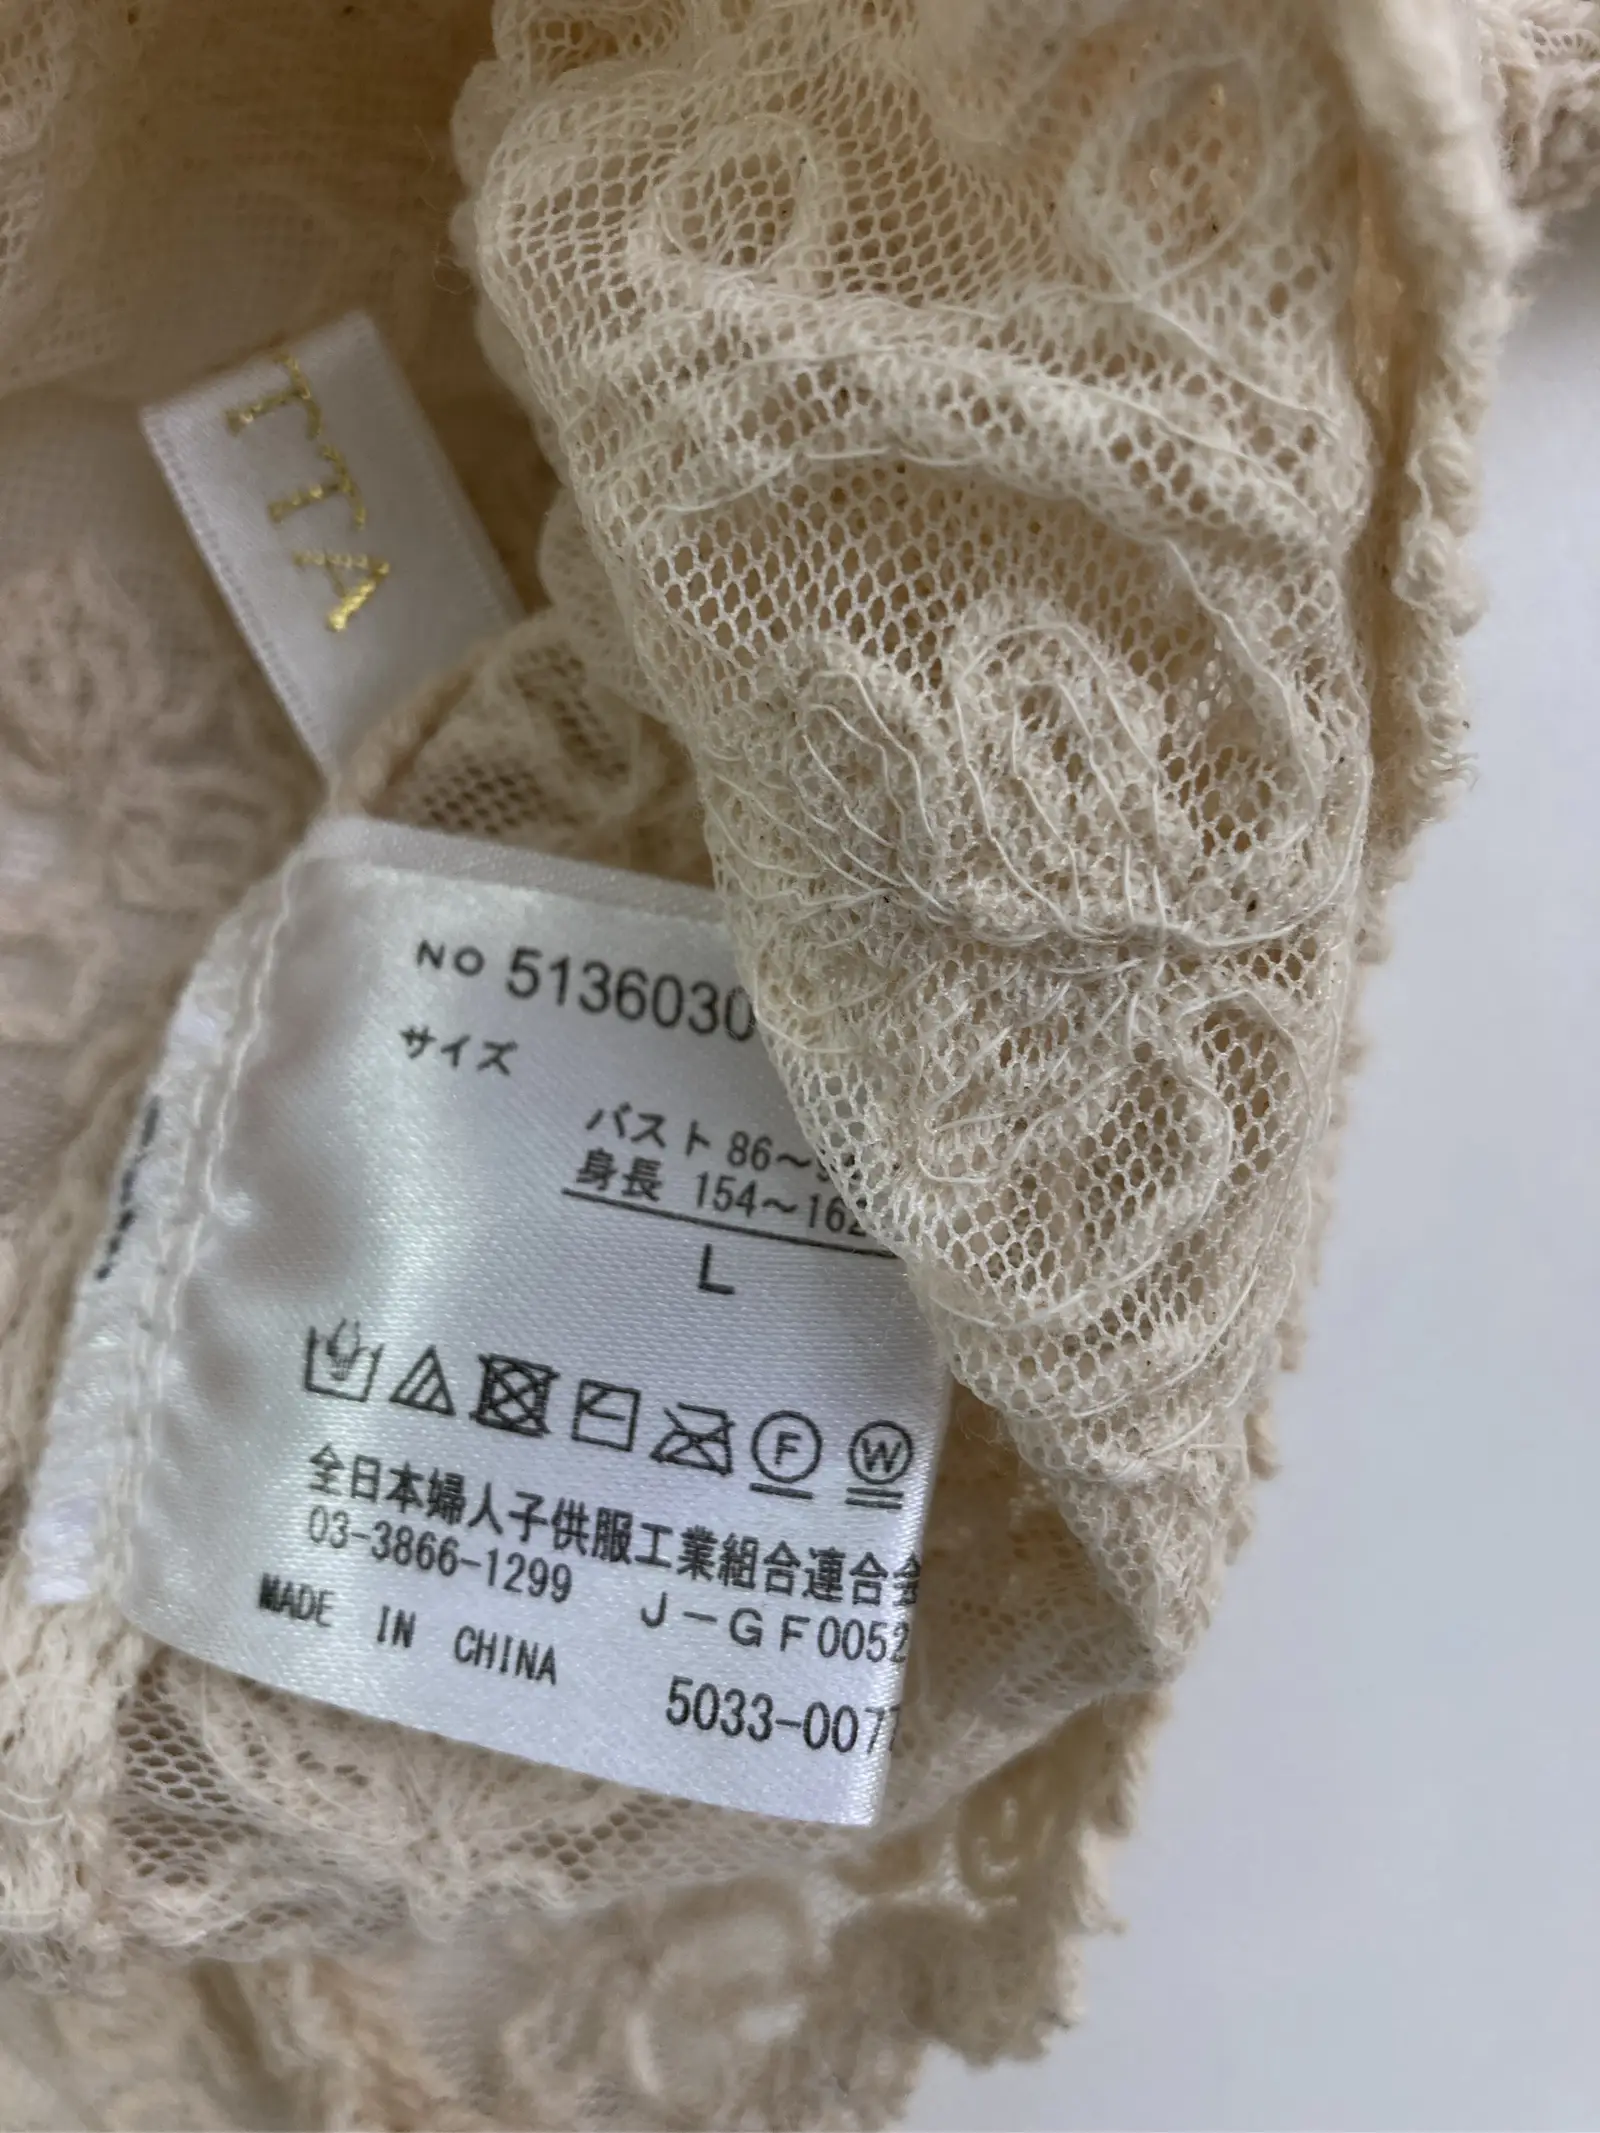 TTA
NO 5136030
サイズ
バスト 86～9
身長 154～162
L
F W
全日本婦人子供服工業組合連合会
03-3866-1299 J-GF0052
MADE IN CHINA
5033-007